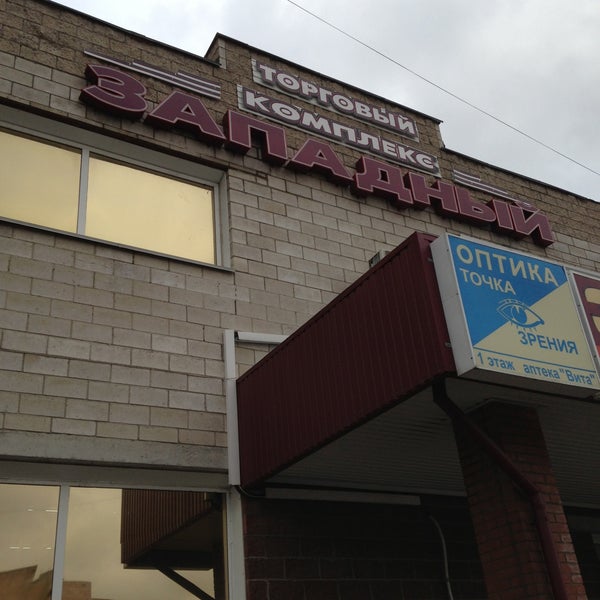 ТОРГОВЫЙ
КОМПЛЕКС
ЗАПАДНЫЙ
ОПТИКА
ТОЧКА
ЗРЕНИЯ
1 этаж аптека "Вита"